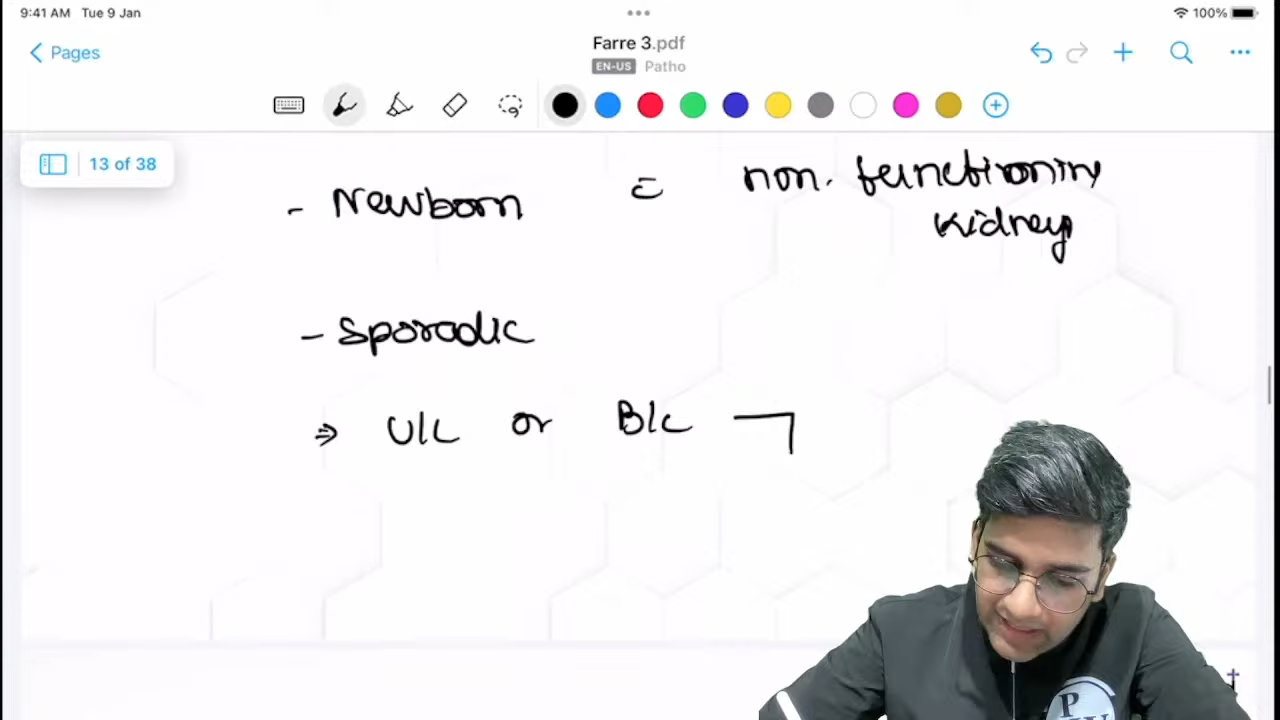 9:41 AM Tue 9 Jan
100%
Pages
Farre 3.pdf
EN-US Patho
13 of 38
- Newborn c̄ non. functioning
kidney
- Sporadic
⇒ U/L or B/L
P